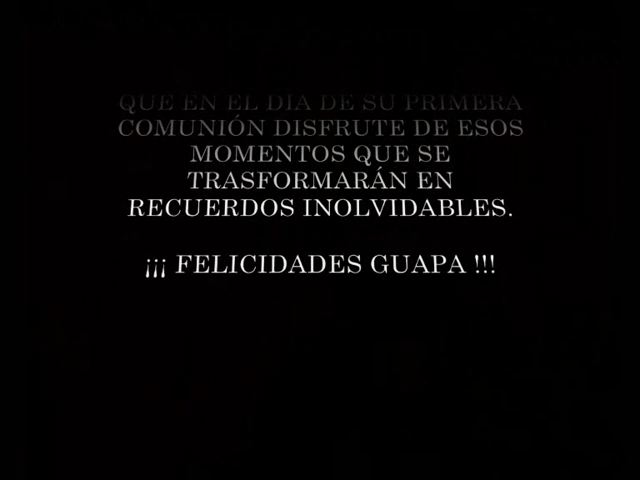 QUE EN EL DIA DE SU PRIMERA
COMUNIÓN DISFRUTE DE ESOS
MOMENTOS QUE SE
TRASFORMARÁN EN
RECUERDOS INOLVIDABLES.
¡¡¡ FELICIDADES GUAPA !!!